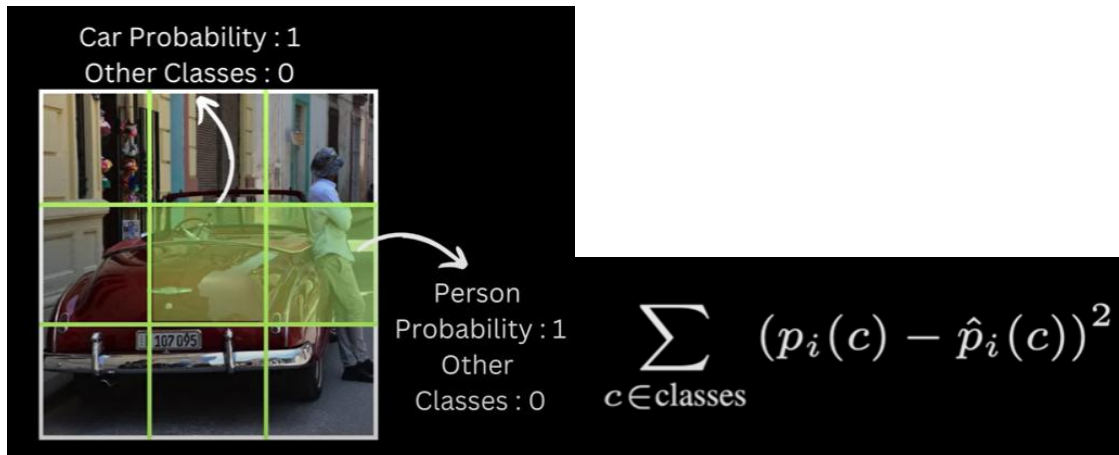 Car Probability : 1
Other Classes : 0
107 095
Person
Probability : 1
Other
Classes : 0
∑ (pᵢ(c) − p̂ᵢ(c))²
c∈classes